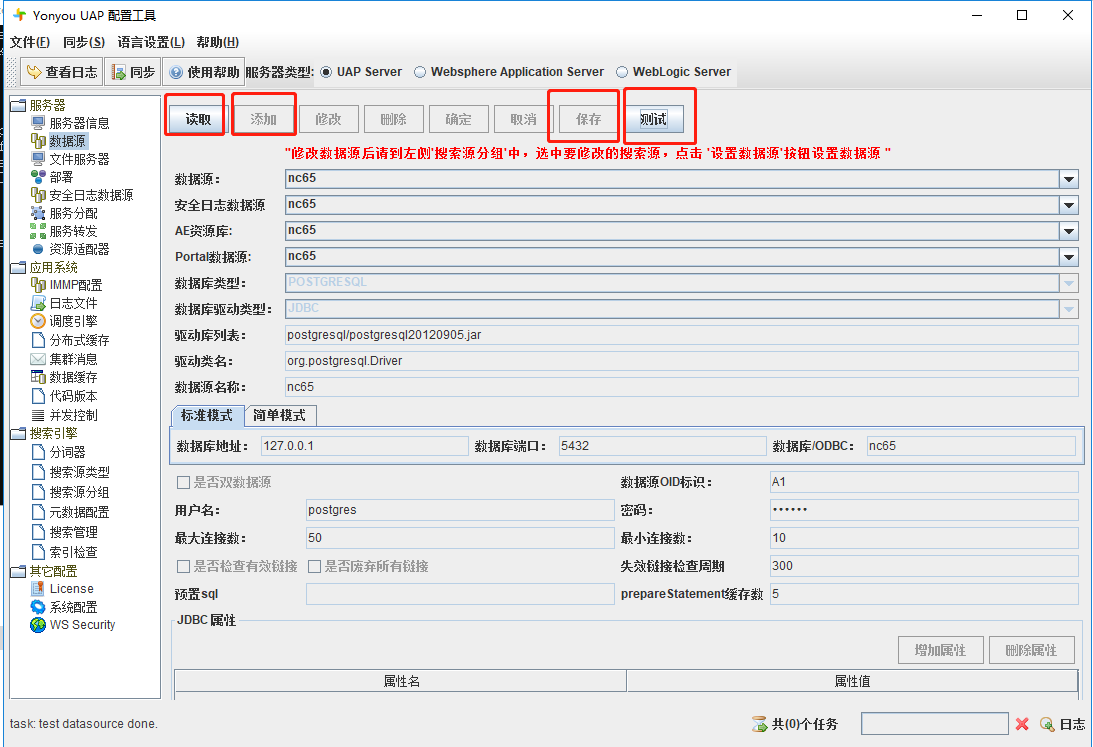 Yonyou UAP 配置工具
文件(F) 同步(S) 语言设置(L) 帮助(H)
查看日志 同步 使用帮助 服务器类型: UAP Server Websphere Application Server WebLogic Server
服务器
服务器信息
数据源
文件服务器
部署
安全日志数据源
服务分配
服务转发
资源适配器
应用系统
IMMP配置
日志文件
调度引擎
分布式缓存
集群消息
数据缓存
代码版本
并发控制
搜索引擎
分词器
搜索源类型
搜索源分组
元数据配置
搜索管理
索引检查
其它配置
License
系统配置
WS Security
读取 添加 修改 删除 确定 取消 保存 测试
"修改数据源后请到左侧'搜索源分组'中，选中要修改的搜索源，点击 '设置数据源'按钮设置数据源 "
数据源： nc65
安全日志数据源 nc65
AE资源库: nc65
Portal数据源: nc65
数据库类型： POSTGRESQL
数据库驱动类型： JDBC
驱动库列表： postgresql/postgresql20120905.jar
驱动类名： org.postgresql.Driver
数据源名称： nc65
标准模式 简单模式
数据库地址： 127.0.0.1 数据库端口： 5432 数据库/ODBC： nc65
是否双数据源 数据源OID标识： A1
用户名： postgres 密码： ••••••
最大连接数： 50 最小连接数： 10
是否检查有效链接 是否废弃所有链接 失效链接检查周期 300
预置sql prepareStatement缓存数 5
JDBC 属性
增加属性 删除属性
属性名 属性值
task: test datasource done. 共(0)个任务 日志